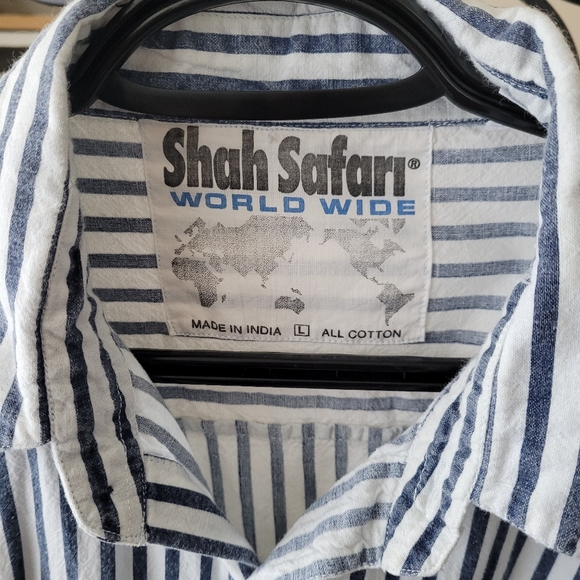 Shah Safari®
WORLD WIDE
MADE IN INDIA L ALL COTTON